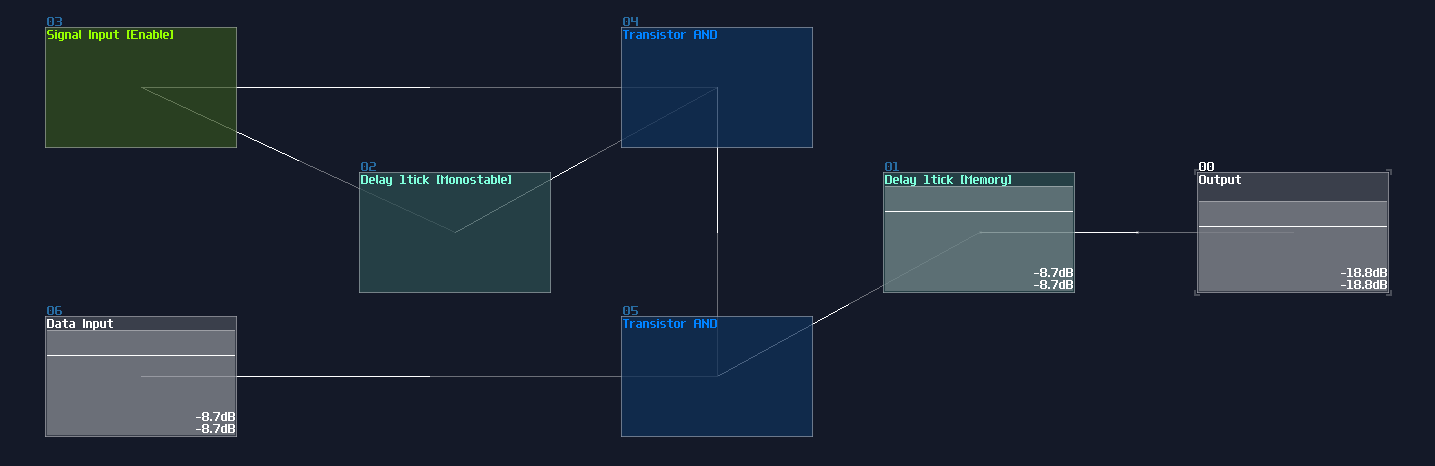 03
Signal Input [Enable]
04
Transistor AND
02
Delay 1tick [Monostable]
01
Delay 1tick [Memory]
-8.7dB
-8.7dB
00
Output
-18.8dB
-18.8dB
06
Data Input
-8.7dB
-8.7dB
05
Transistor AND